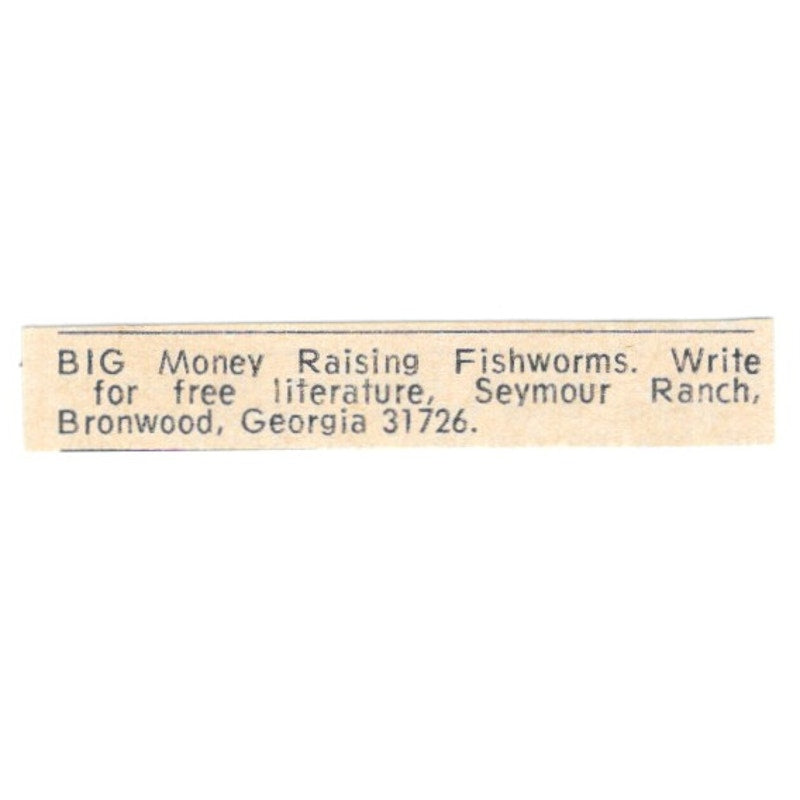 BIG Money Raising Fishworms. Write
for free literature, Seymour Ranch,
Bronwood, Georgia 31726.